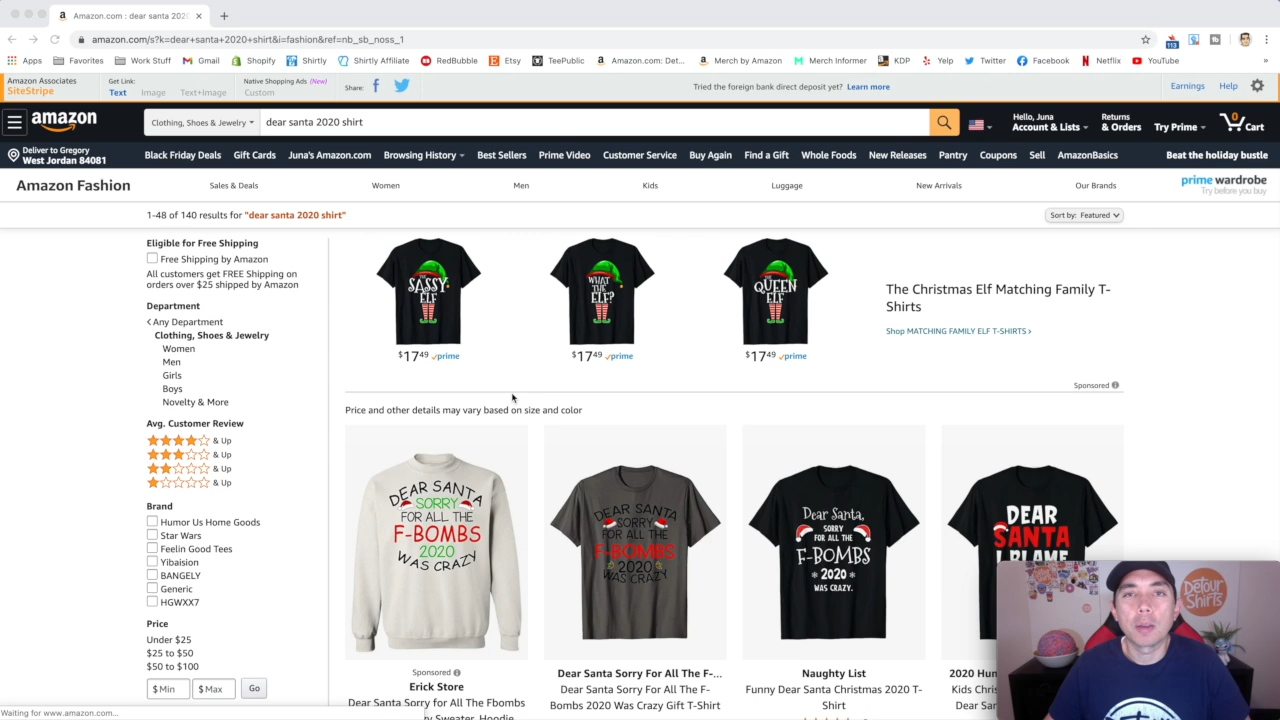 Amazon.com : dear santa 202
amazon.com/s?k=dear+santa+2020+shirt&i=fashion&ref=nb_sb_noss_1
113
Apps Favorites Work Stuff Gmail Shopify Shirtly Shirtly Affiliate RedBubble Etsy TeePublic Amazon.com: Det... Merch by Amazon Merch Informer KDP Yelp Twitter Facebook Netflix YouTube »
Amazon Associates
SiteStripe
Get Link:
Text Image Text+Image
Native Shopping Ads (New)
Custom
Share:
Tried the foreign bank direct deposit yet? Learn more
Earnings Help
amazon
Clothing, Shoes & Jewelry
dear santa 2020 shirt
Hello, Juna
Account & Lists
Returns
& Orders
Try Prime
0
Cart
Deliver to Gregory
West Jordan 84081
Black Friday Deals Gift Cards Juna's Amazon.com Browsing History Best Sellers Prime Video Customer Service Buy Again Find a Gift Whole Foods New Releases Pantry Coupons Sell AmazonBasics Beat the holiday bustle
Amazon Fashion Sales & Deals Women Men Kids Luggage New Arrivals Our Brands
prime wardrobe
Try before you buy
1-48 of 140 results for "dear santa 2020 shirt"
Sort by: Featured
Eligible for Free Shipping
Free Shipping by Amazon
All customers get FREE Shipping on
orders over $25 shipped by Amazon
Department
Any Department
Clothing, Shoes & Jewelry
Women
Men
Girls
Boys
Novelty & More
Avg. Customer Review
& Up
& Up
& Up
& Up
Brand
Humor Us Home Goods
Star Wars
Feelin Good Tees
Yibaision
BANGELY
Generic
HGWXX7
Price
Under $25
$25 to $50
$50 to $100
$ Min $ Max Go
THE
SASSY
ELF
$17 49 prime
WHAT
THE
ELF?
$17 49 prime
THE
QUEEN
ELF
$17 49 prime
The Christmas Elf Matching Family T-
Shirts
Shop MATCHING FAMILY ELF T-SHIRTS ›
Sponsored
Price and other details may vary based on size and color
DEAR SANTA
SORRY
FOR ALL THE
F-BOMBS
2020
WAS CRAZY
Sponsored
Erick Store
Dear Santa Sorry for All The Fbombs
DEAR SANTA
SORRY
FOR ALL THE
F-BOMBS
2020
WAS CRAZY
Dear Santa Sorry For All The F-...
Dear Santa Sorry For All The F-
Bombs 2020 Was Crazy Gift T-Shirt
Dear Santa,
SORRY
FOR ALL THE
F-BOMBS
* 2020 *
WAS CRAZY.
Naughty List
Funny Dear Santa Christmas 2020 T-
Shirt
DEAR
SANTA
I BLAME
2020 Hun
Kids Chris
Dear San
Detour
Shirts
Waiting for www.amazon.com...